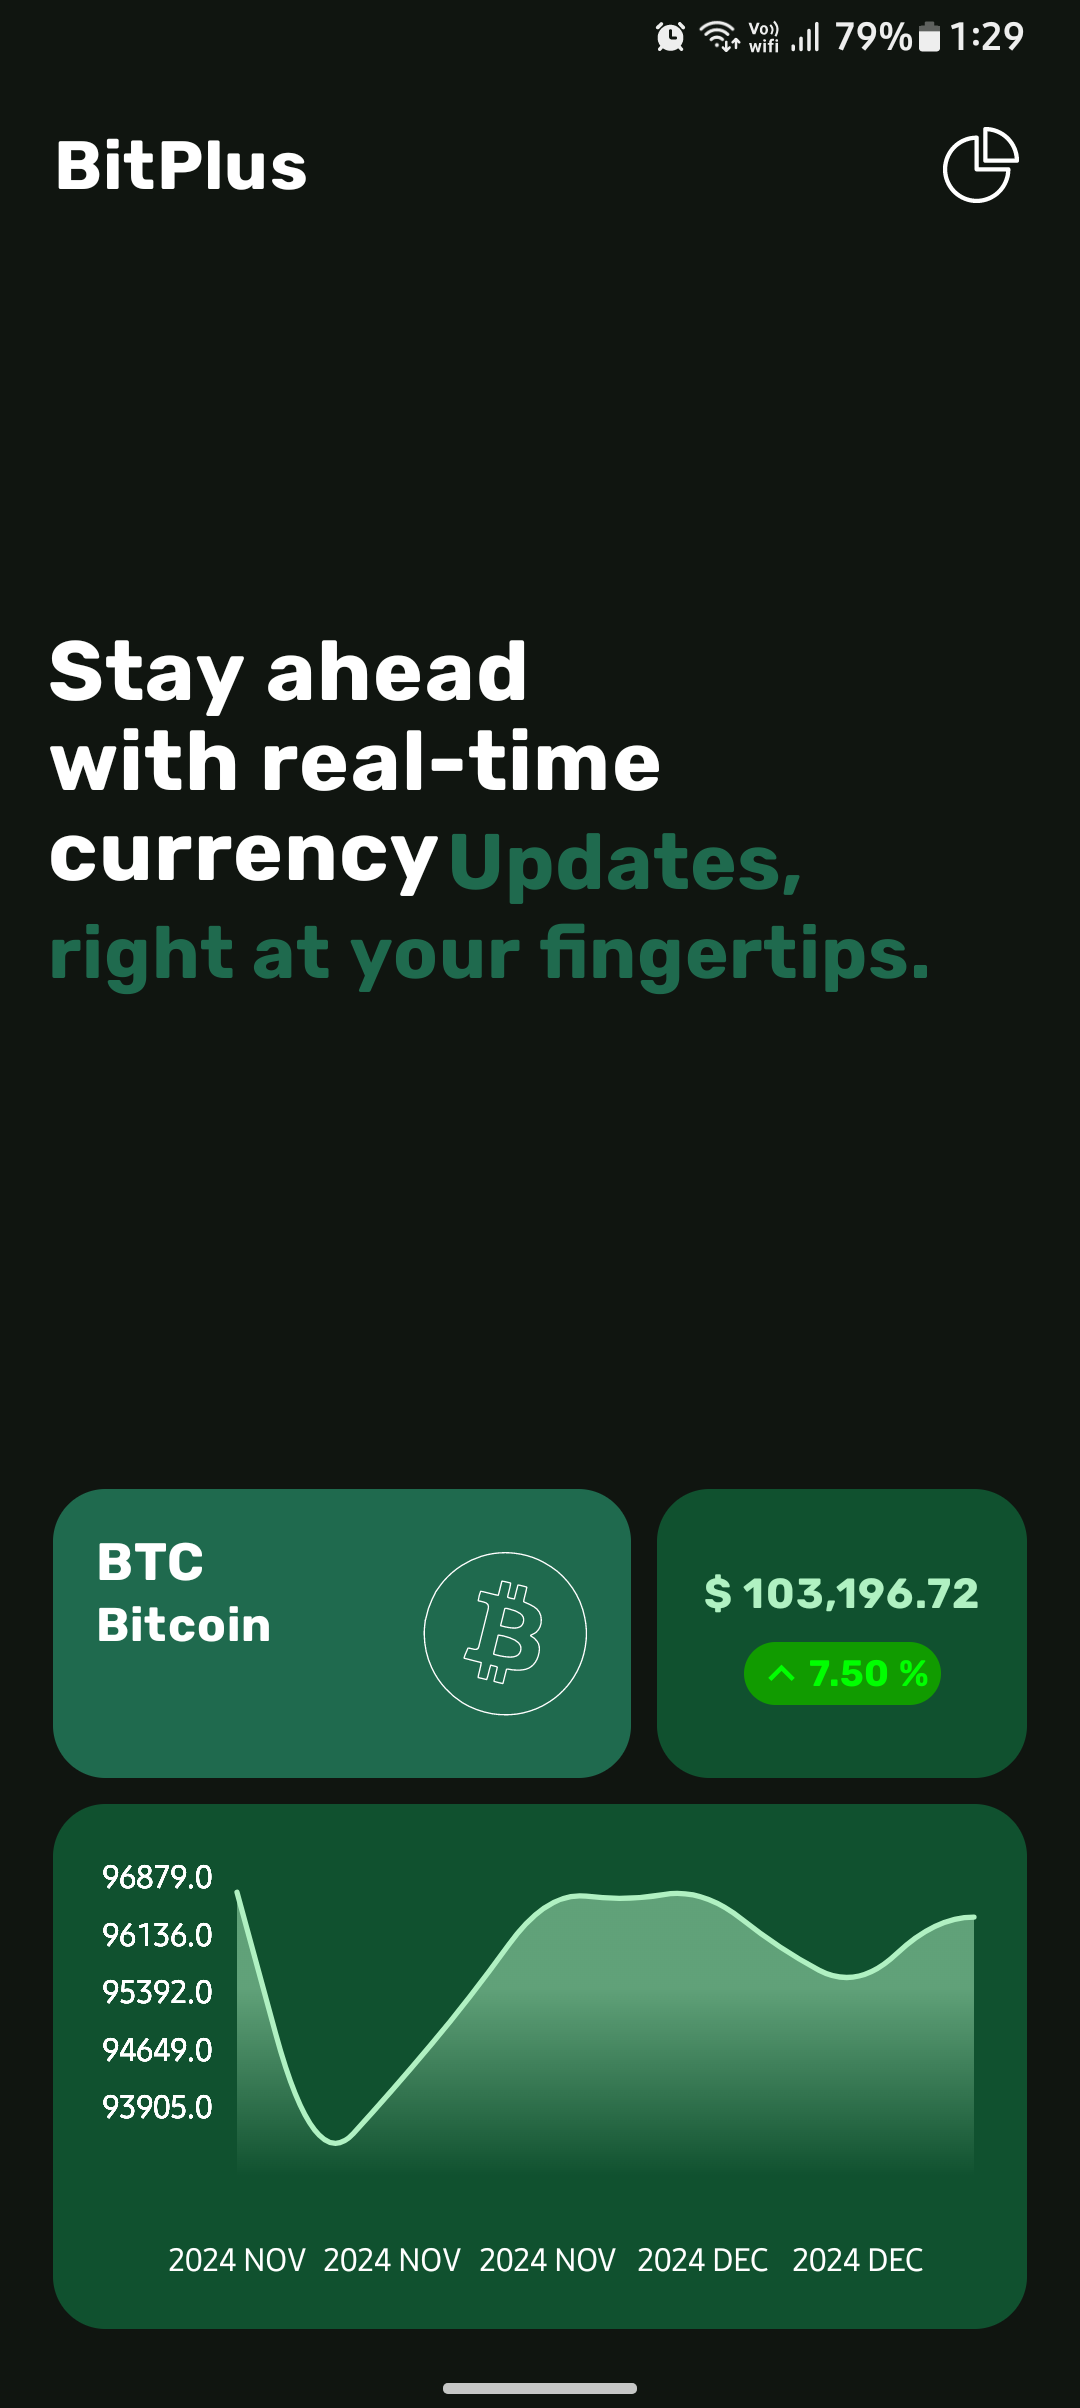 Vo)) wifi 79% 1:29
BitPlus
Stay ahead
with real-time
currency Updates,
right at your fingertips.
BTC
Bitcoin
$ 103,196.72
7.50 %
96879.0
96136.0
95392.0
94649.0
93905.0
2024 NOV 2024 NOV 2024 NOV 2024 DEC 2024 DEC